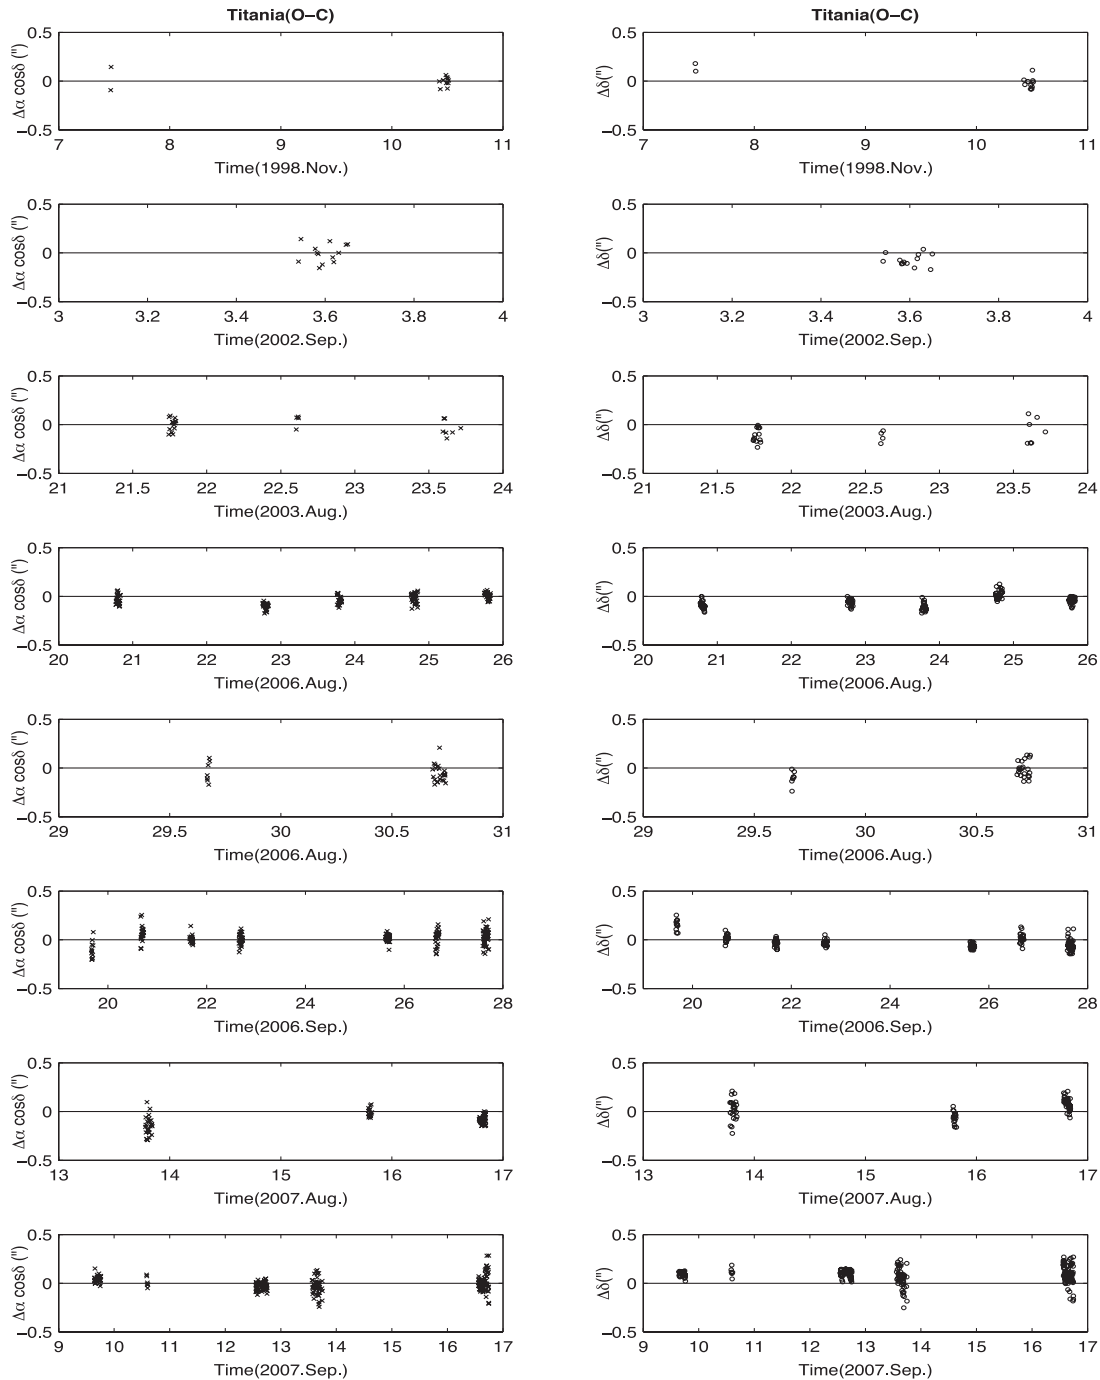 Titania(O−C) Titania(O−C)
0.5 0.5
Δα cosδ (") Δδ(")
0 0
−0.5 −0.5
7 8 9 10 11 7 8 9 10 11
Time(1998.Nov.) Time(1998.Nov.)
0.5 0.5
Δα cosδ (") Δδ(")
0 0
−0.5 −0.5
3 3.2 3.4 3.6 3.8 4 3 3.2 3.4 3.6 3.8 4
Time(2002.Sep.) Time(2002.Sep.)
0.5 0.5
Δα cosδ (") Δδ(")
0 0
−0.5 −0.5
21 21.5 22 22.5 23 23.5 24 21 21.5 22 22.5 23 23.5 24
Time(2003.Aug.) Time(2003.Aug.)
0.5 0.5
Δα cosδ (") Δδ(")
0 0
−0.5 −0.5
20 21 22 23 24 25 26 20 21 22 23 24 25 26
Time(2006.Aug.) Time(2006.Aug.)
0.5 0.5
Δα cosδ (") Δδ(")
0 0
−0.5 −0.5
29 29.5 30 30.5 31 29 29.5 30 30.5 31
Time(2006.Aug.) Time(2006.Aug.)
0.5 0.5
Δα cosδ (") Δδ(")
0 0
−0.5 −0.5
20 22 24 26 28 20 22 24 26 28
Time(2006.Sep.) Time(2006.Sep.)
0.5 0.5
Δα cosδ (") Δδ(")
0 0
−0.5 −0.5
13 14 15 16 17 13 14 15 16 17
Time(2007.Aug.) Time(2007.Aug.)
0.5 0.5
Δα cosδ (") Δδ(")
0 0
−0.5 −0.5
9 10 11 12 13 14 15 16 17 9 10 11 12 13 14 15 16 17
Time(2007.Sep.) Time(2007.Sep.)